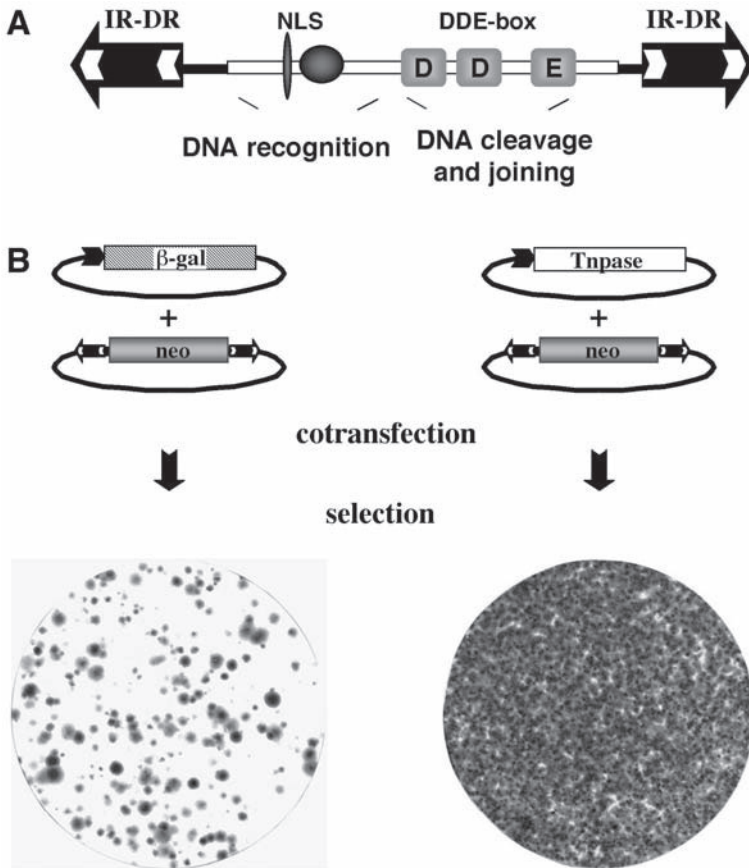 A
IR-DR NLS DDE-box IR-DR
D D E
DNA recognition
DNA cleavage
and joining
B
β-gal
+
neo
Tnpase
+
neo
cotransfection
selection